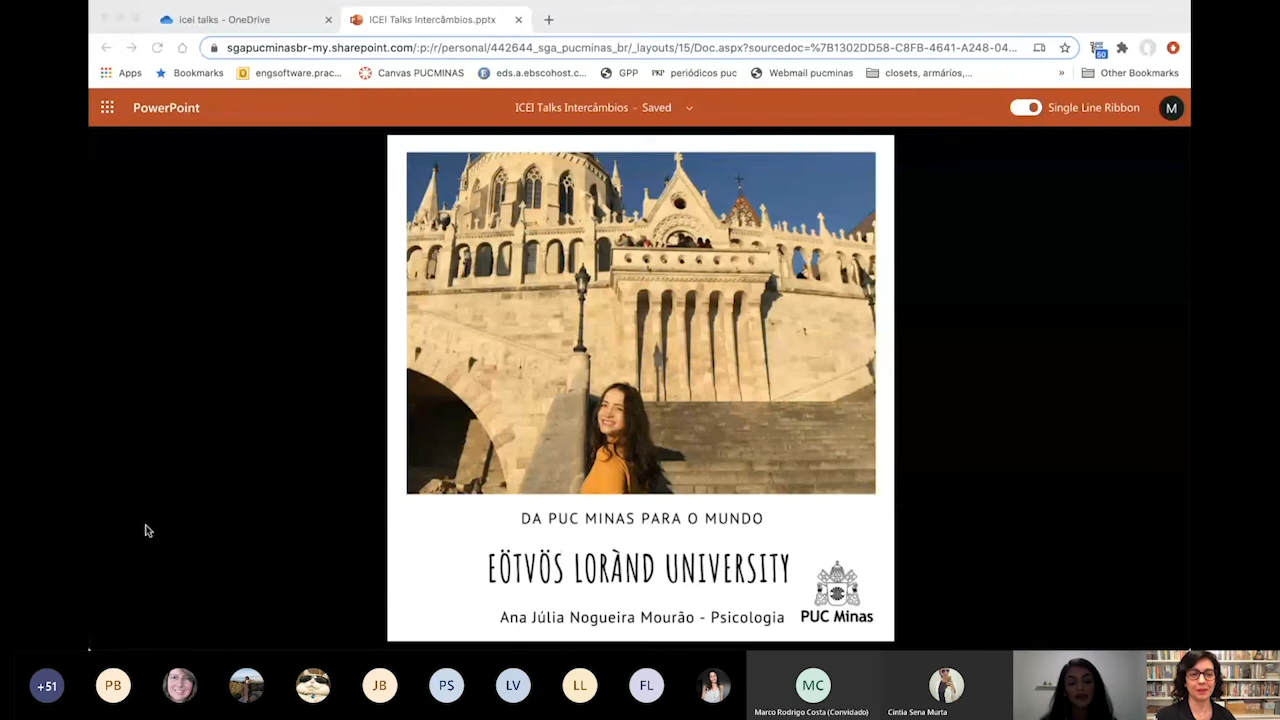 icei talks - OneDrive
ICEI Talks Intercâmbios.pptx
sgapucminasbr-my.sharepoint.com/:p:/r/personal/442644_sga_pucminas_br/_layouts/15/Doc.aspx?sourcedoc=%7B1302DD58-C8FB-4641-A248-04...
60
Apps
Bookmarks
engsoftware.prac...
Canvas PUCMINAS
eds.a.ebscohost.c...
GPP
PKP periódicos puc
Webmail pucminas
closets, armários,...
»
Other Bookmarks
PowerPoint
ICEI Talks Intercâmbios - Saved
Single Line Ribbon
M
DA PUC MINAS PARA O MUNDO
EÖTVÖS LORÀND UNIVERSITY
Ana Júlia Nogueira Mourão - Psicologia
PUC Minas
+51
PB
JB
PS
LV
LL
FL
MC
Marco Rodrigo Costa (Convidado)
Cintia Sena Murta